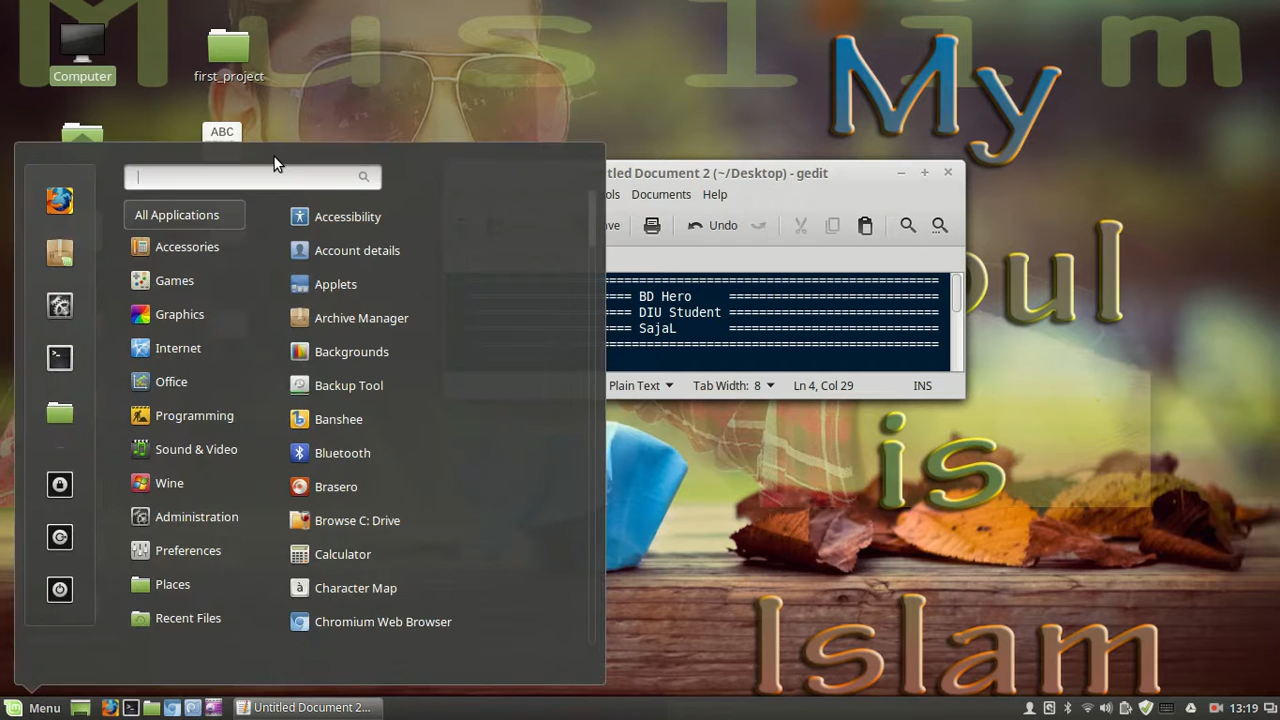 Muslim
My
oul
is
Islam
Computer
first_project
ABC
All Applications
Accessories
Games
Graphics
Internet
Office
Programming
Sound & Video
Wine
Administration
Preferences
Places
Recent Files
Accessibility
Account details
Applets
Archive Manager
Backgrounds
Backup Tool
Banshee
Bluetooth
Brasero
Browse C: Drive
Calculator
Character Map
Chromium Web Browser
tled Document 2 (~/Desktop) - gedit
ols Documents Help
ve Undo
=======================================
=== BD Hero ========================
=== DIU Student ========================
=== SajaL ========================
=======================================
Plain Text Tab Width: 8 Ln 4, Col 29 INS
Menu Untitled Document 2... 13:19